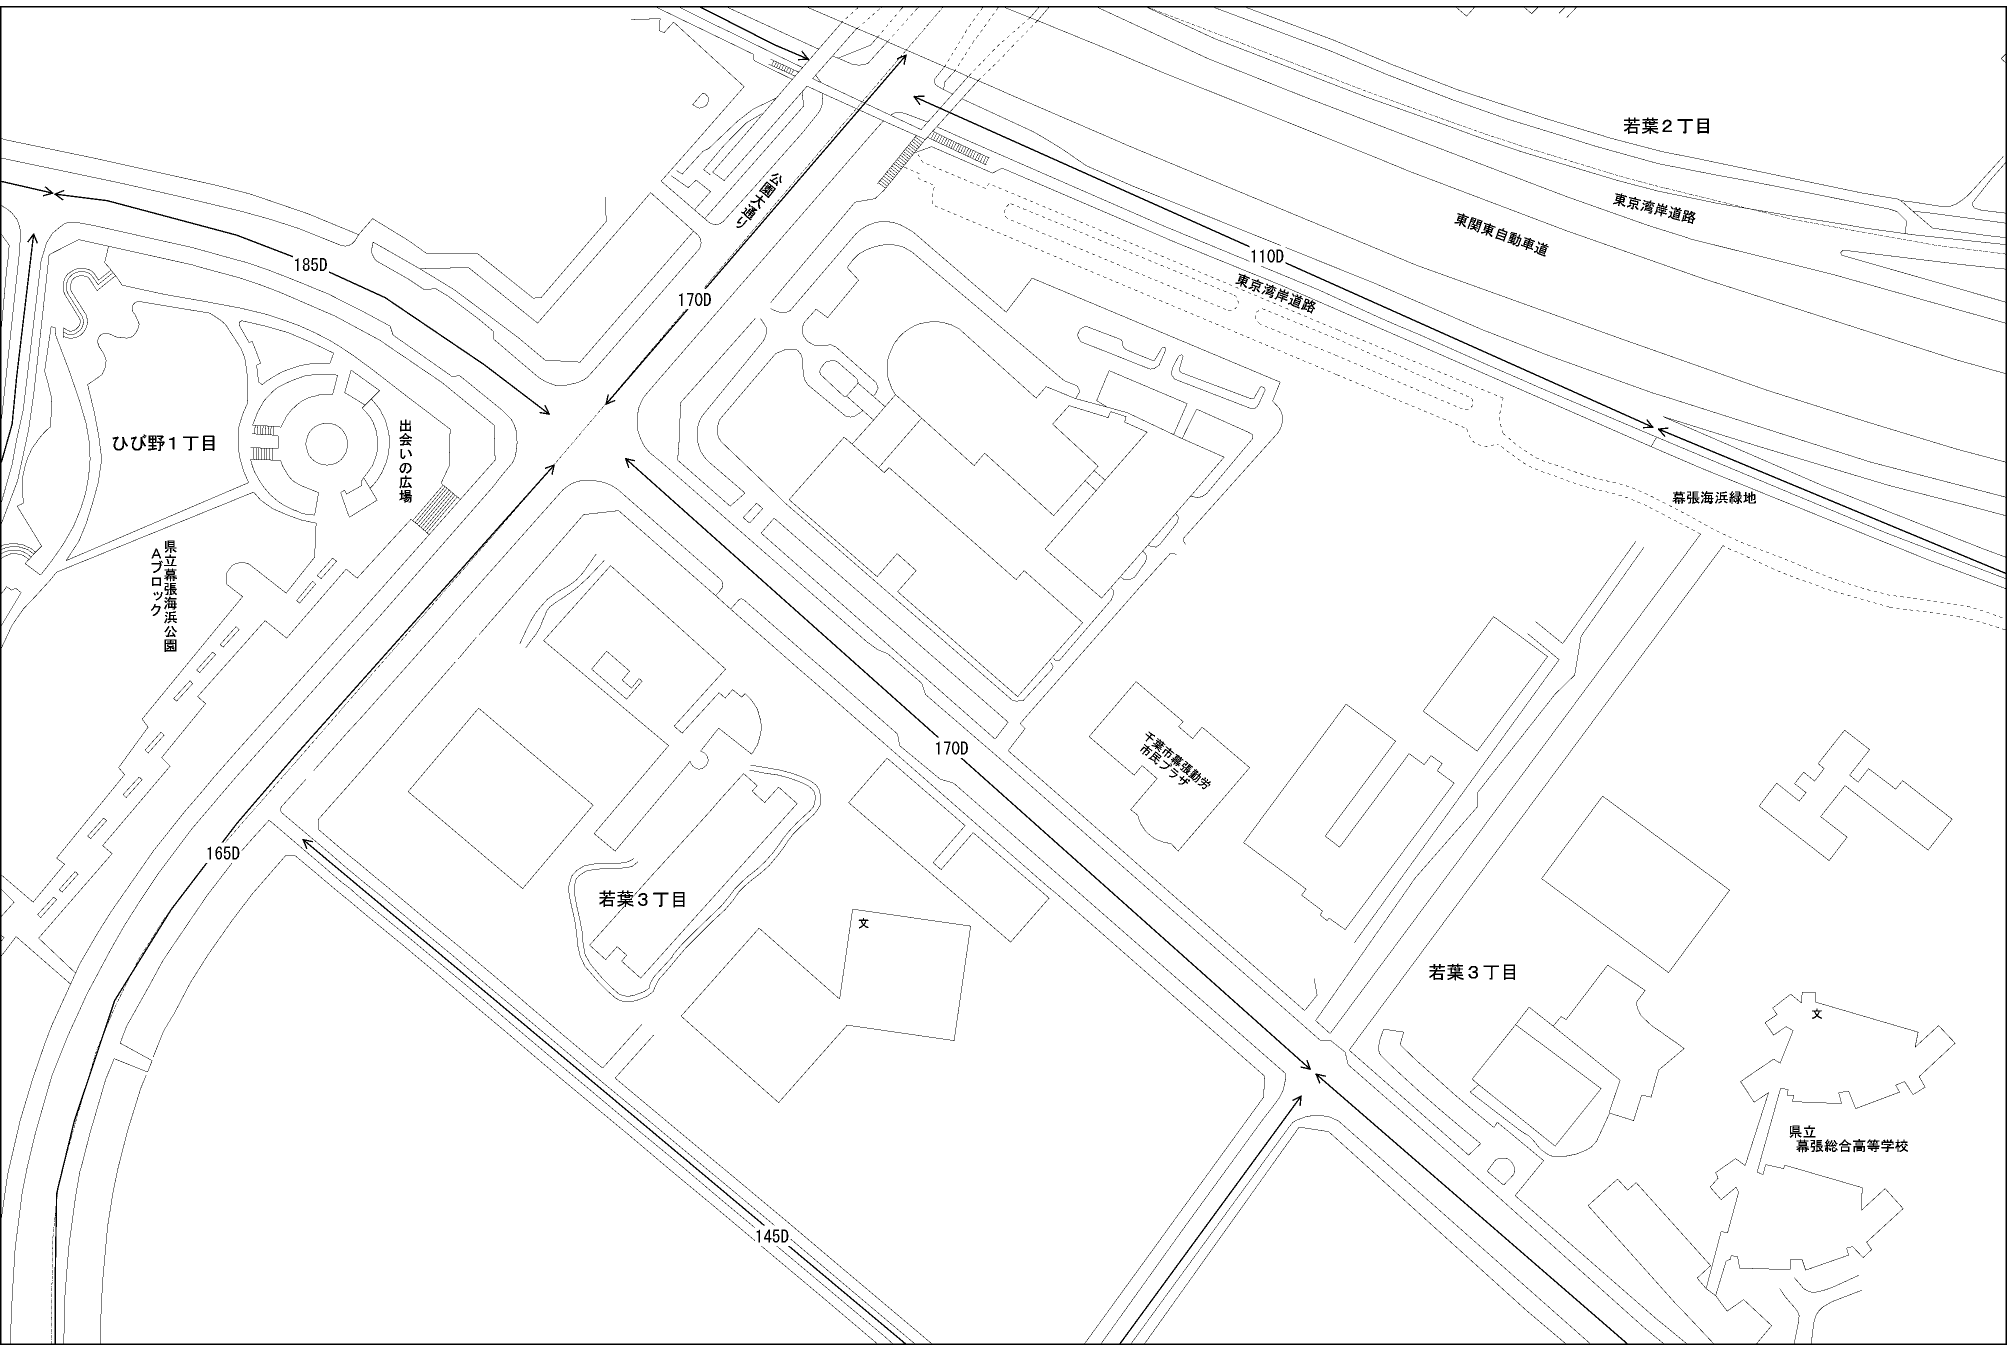 若葉２丁目
公園大通り
東京湾岸道路
東関東自動車道
110D
185D
東京湾岸道路
170D
出会いの広場
ひび野１丁目
幕張海浜緑地
県立幕張海浜公園
Ａブロック
170D
千葉市幕張勤労
市民プラザ
165D
若葉３丁目
文
若葉３丁目
文
県立
幕張総合高等学校
145D